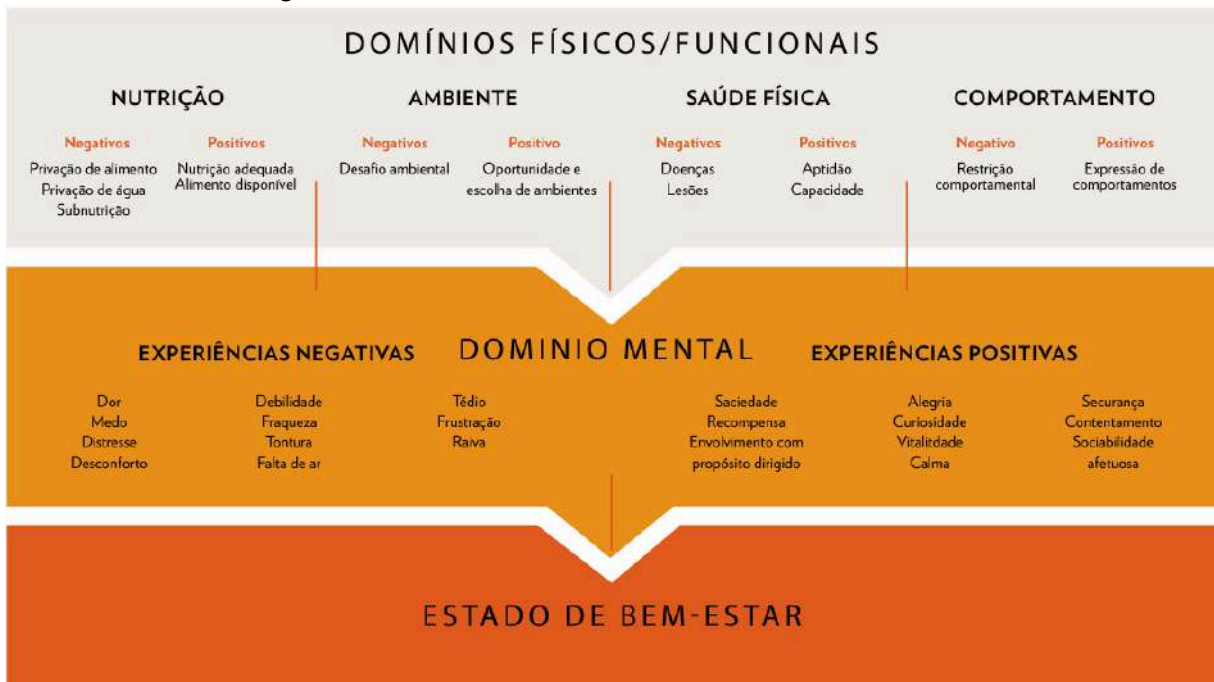 DOMÍNIOS FÍSICOS/FUNCIONAIS
NUTRIÇÃO
Negativos
Privação de alimento
Privação de água
Subnutrição
Positivos
Nutrição adequada
Alimento disponível
AMBIENTE
Negativos
Desafio ambiental
Positivo
Oportunidade e
escolha de ambientes
SAÚDE FÍSICA
Negativos
Doenças
Lesões
Positivos
Aptidão
Capacidade
COMPORTAMENTO
Negativo
Restrição
comportamental
Positivos
Expressão de
comportamentos
DOMINIO MENTAL
EXPERIÊNCIAS NEGATIVAS
Dor
Medo
Distresse
Desconforto
Debilidade
Fraqueza
Tontura
Falta de ar
Tédio
Frustração
Raiva
EXPERIÊNCIAS POSITIVAS
Saciedade
Recompensa
Envolvimento com
propósito dirigido
Alegria
Curiosidade
Vitalitdade
Calma
Securança
Contentamento
Sociabilidade
afetuosa
ESTADO DE BEM-ESTAR